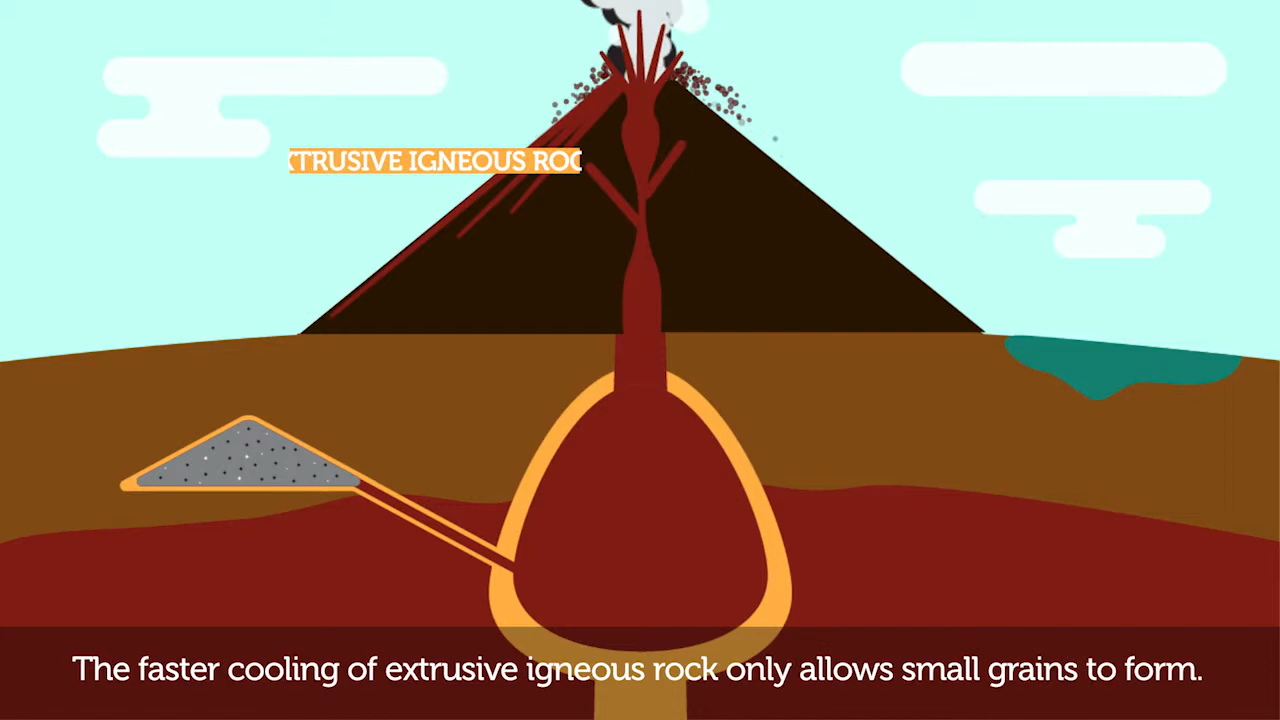 XTRUSIVE IGNEOUS ROC
The faster cooling of extrusive igneous rock only allows small grains to form.